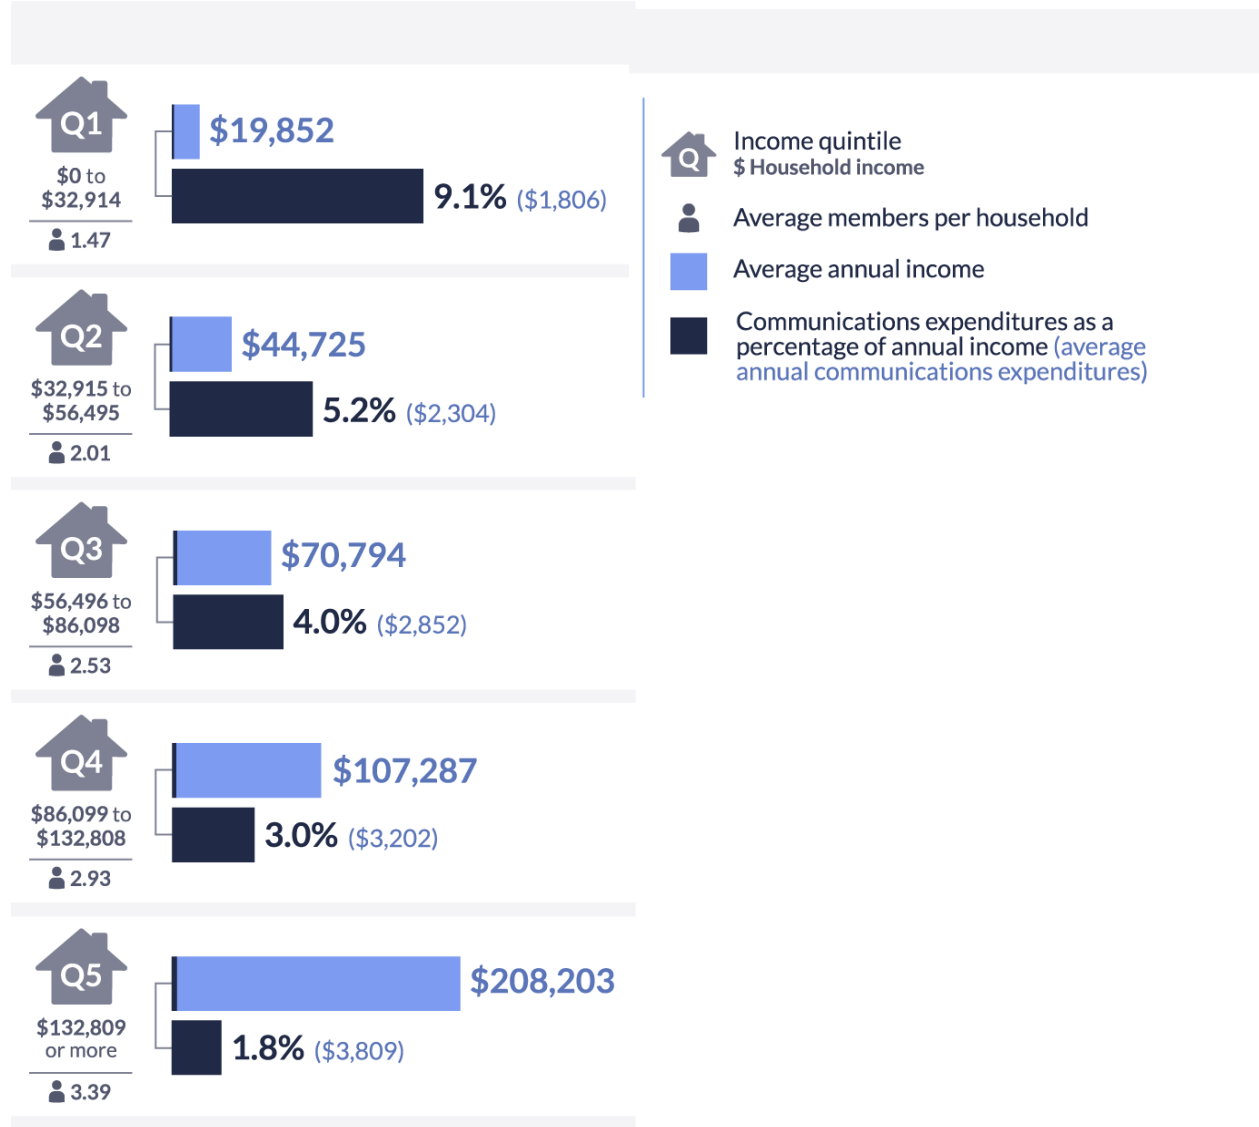 Q1
$0 to
$32,914
1.47
$19,852
9.1% ($1,806)
Q2
$32,915 to
$56,495
2.01
$44,725
5.2% ($2,304)
Q3
$56,496 to
$86,098
2.53
$70,794
4.0% ($2,852)
Q4
$86,099 to
$132,808
2.93
$107,287
3.0% ($3,202)
Q5
$132,809
or more
3.39
$208,203
1.8% ($3,809)
Q
Income quintile
$ Household income
Average members per household
Average annual income
Communications expenditures as a
percentage of annual income (average
annual communications expenditures)